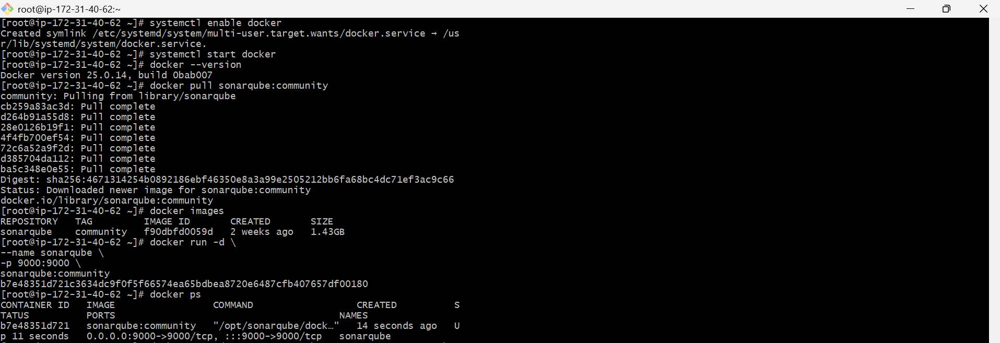 root@ip-172-31-40-62:~
[root@ip-172-31-40-62 ~]# systemctl enable docker
Created symlink /etc/systemd/system/multi-user.target.wants/docker.service → /us
r/lib/systemd/system/docker.service.
[root@ip-172-31-40-62 ~]# systemctl start docker
[root@ip-172-31-40-62 ~]# docker --version
Docker version 25.0.14, build 0bab007
[root@ip-172-31-40-62 ~]# docker pull sonarqube:community
community: Pulling from library/sonarqube
cb259a83ac3d: Pull complete
d264b91a55d8: Pull complete
28e0126b19f1: Pull complete
4f4fb700ef54: Pull complete
72c6a52a9f2d: Pull complete
d385704da112: Pull complete
ba5c348e0e55: Pull complete
Digest: sha256:4671314254b0892186ebf46350e8a3a99e2505212bb6fa68bc4dc71ef3ac9c66
Status: Downloaded newer image for sonarqube:community
docker.io/library/sonarqube:community
[root@ip-172-31-40-62 ~]# docker images
REPOSITORY   TAG         IMAGE ID       CREATED       SIZE
sonarqube    community   f90dbfd0059d   2 weeks ago   1.43GB
[root@ip-172-31-40-62 ~]# docker run -d \
--name sonarqube \
-p 9000:9000 \
sonarqube:community
b7e48351d721c3634dc9f0f5f66574ea65bdbea8720e6487cfb407657df00180
[root@ip-172-31-40-62 ~]# docker ps
CONTAINER ID   IMAGE                 COMMAND                  CREATED          S
TATUS          PORTS                                       NAMES
b7e48351d721   sonarqube:community   "/opt/sonarqube/dock…"   14 seconds ago   U
p 11 seconds   0.0.0.0:9000->9000/tcp, :::9000->9000/tcp   sonarqube